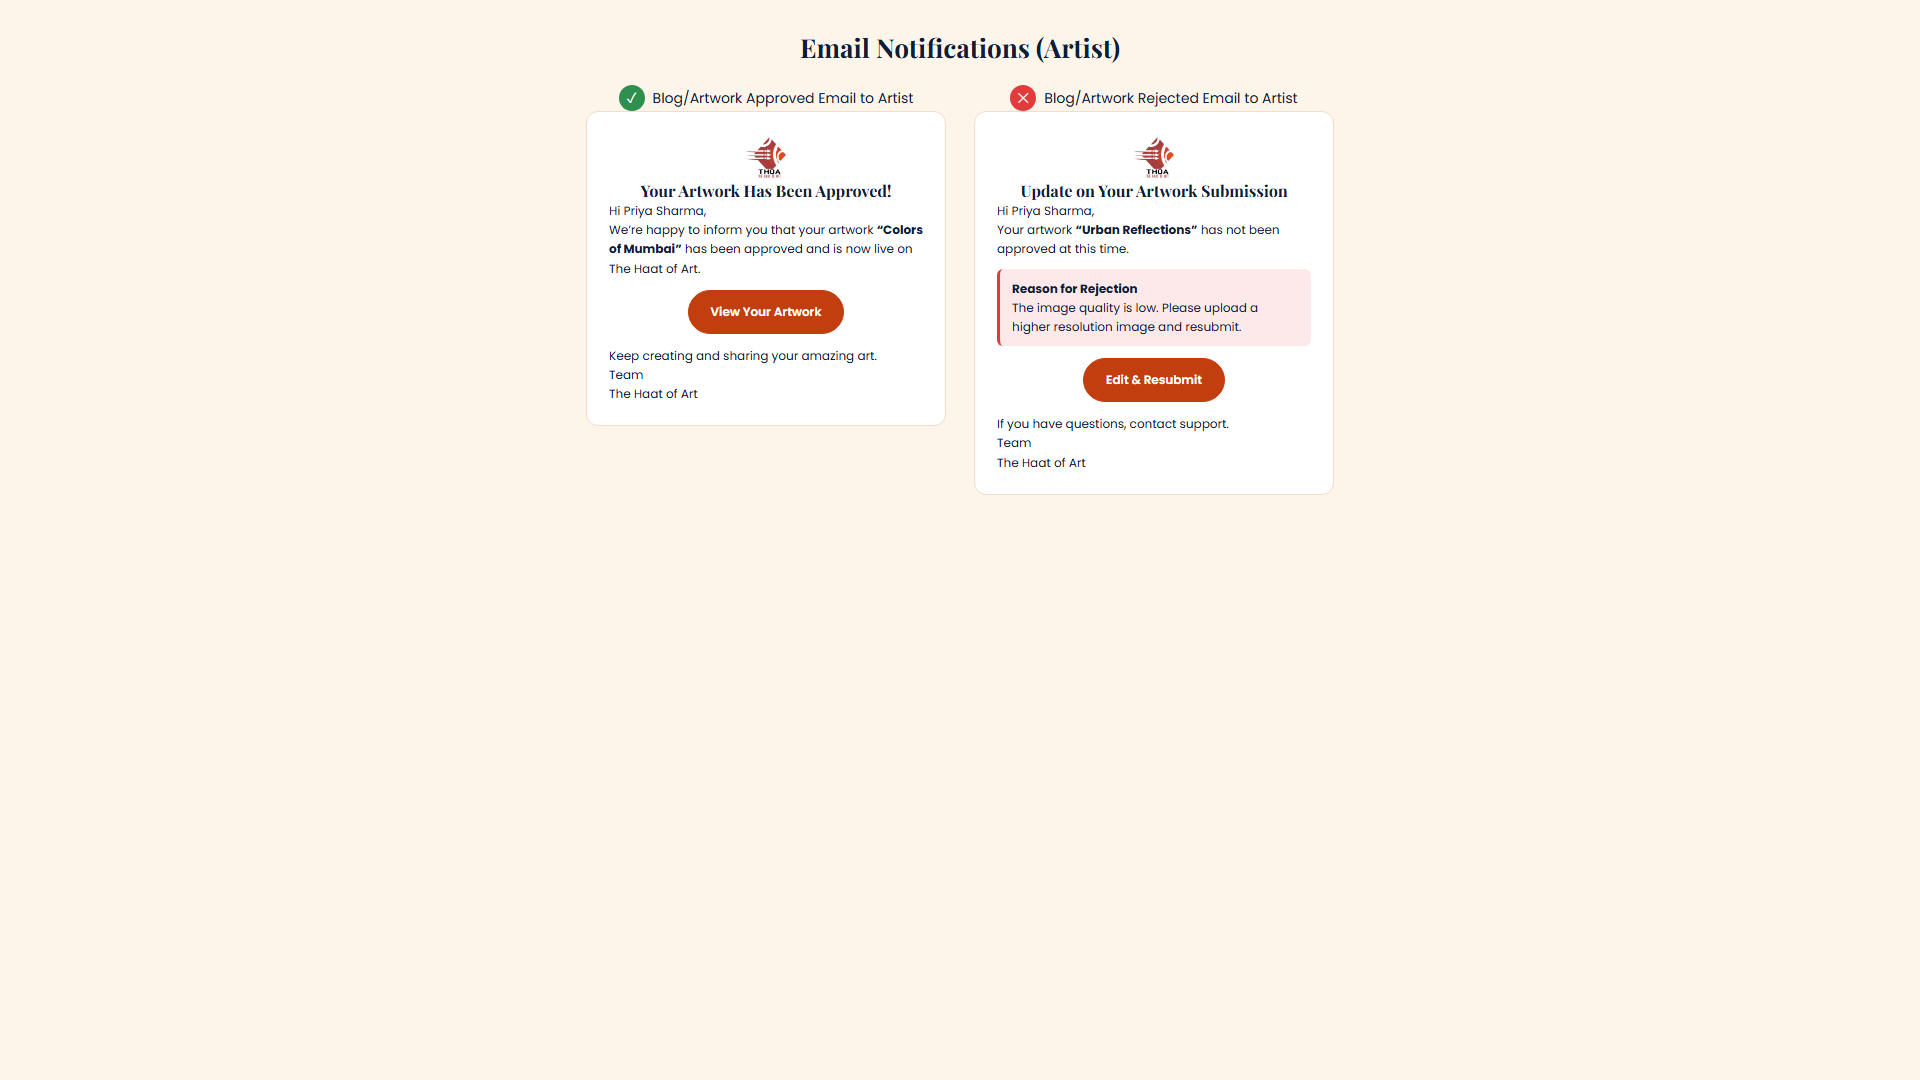 Email Notifications (Artist)
Blog/Artwork Approved Email to Artist
THOA
Your Artwork Has Been Approved!
Hi Priya Sharma,
We’re happy to inform you that your artwork “Colors
of Mumbai” has been approved and is now live on
The Haat of Art.
View Your Artwork
Keep creating and sharing your amazing art.
Team
The Haat of Art
Blog/Artwork Rejected Email to Artist
THOA
Update on Your Artwork Submission
Hi Priya Sharma,
Your artwork “Urban Reflections” has not been
approved at this time.
Reason for Rejection
The image quality is low. Please upload a
higher resolution image and resubmit.
Edit & Resubmit
If you have questions, contact support.
Team
The Haat of Art